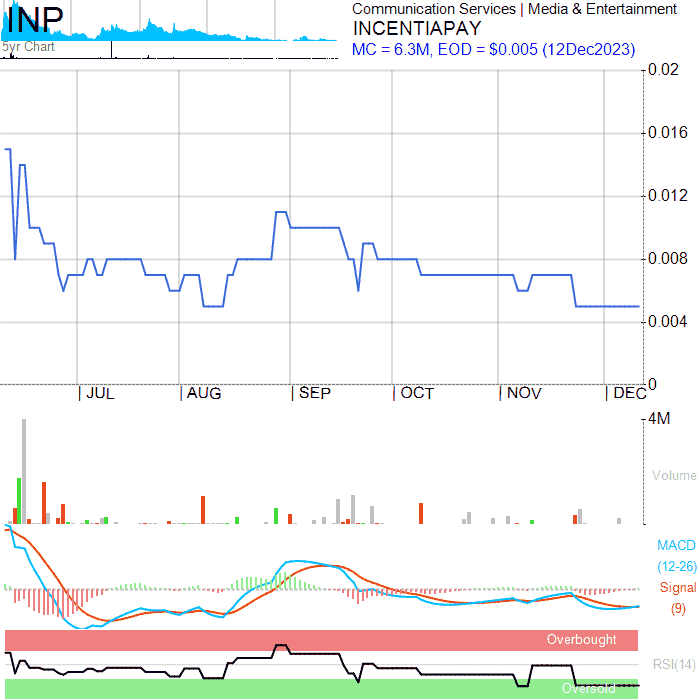 INP
5yr Chart
Communication Services | Media & Entertainment
INCENTIAPAY
MC = 6.3M, EOD = $0.005 (12Dec2023)
0.02
0.016
0.012
0.008
0.004
0
| JUL | AUG | SEP | OCT | NOV | DEC
4M
Volume
MACD
(12-26)
Signal
(9)
Overbought
RSI(14)
Oversold